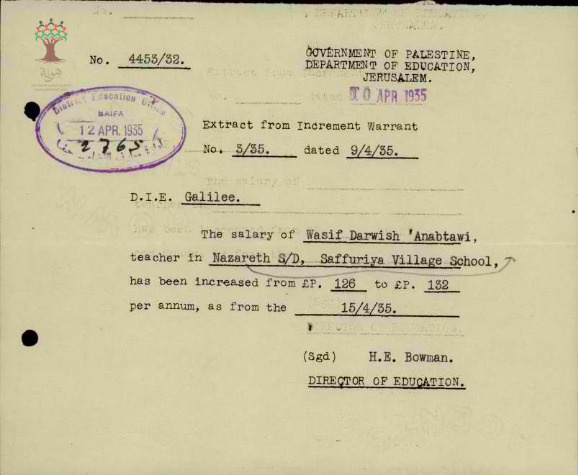 No. 4453/32.
GOVERNMENT OF PALESTINE,
DEPARTMENT OF EDUCATION,
JERUSALEM.
10 APR 1935
District Education Office
HAIFA
12 APR. 1935
2765
Extract from Increment Warrant
No. 3/35. dated 9/4/35.
D.I.E. Galilee.
The salary of Wasif Darwish 'Anabtawi,
teacher in Nazareth S/D, Saffuriya Village School,
has been increased from £P. 126 to £P. 132
per annum, as from the 15/4/35.
(Sgd) H.E. Bowman.
DIRECTOR OF EDUCATION.